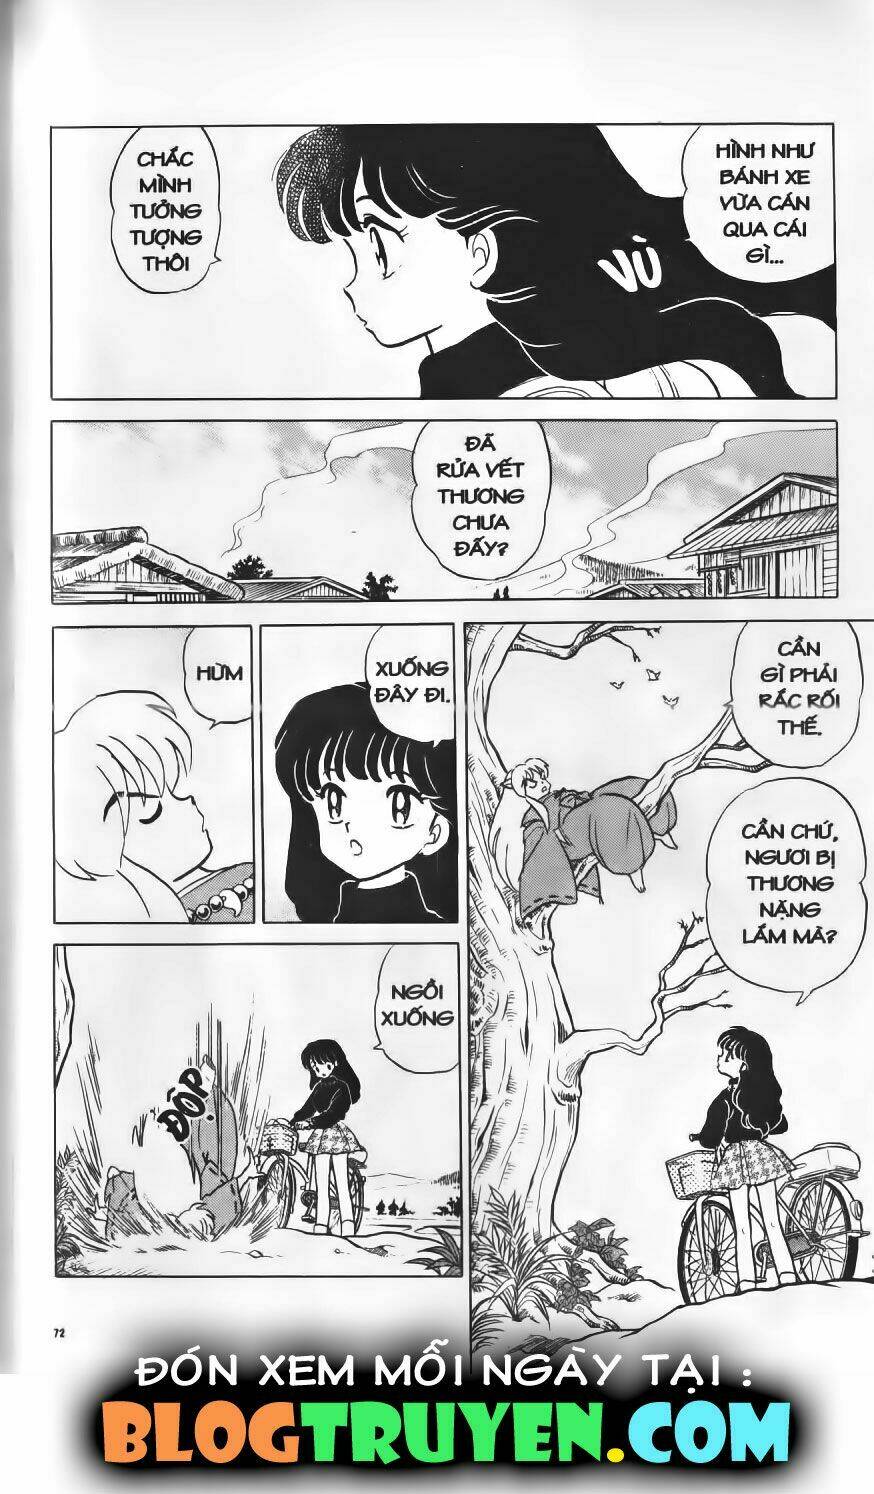 HÌNH NHƯ
BÁNH XE
VỪA CÁN
QUA CÁI
GÌ...
VÙ
CHẮC
MÌNH
TƯỞNG
TƯỢNG
THÔI
ĐÃ
RỬA VẾT
THƯƠNG
CHƯA
ĐẤY?
CẦN
GÌ PHẢI
RẮC RỐI
THẾ.
CẦN CHỨ,
NGƯƠI BỊ
THƯƠNG
NẶNG
LẮM MÀ?
XUỐNG
ĐÂY ĐI.
HỪM
NGỒI
XUỐNG
ĐỘP
72
ĐÓN XEM MỖI NGÀY TẠI :
BLOGTRUYEN.COM